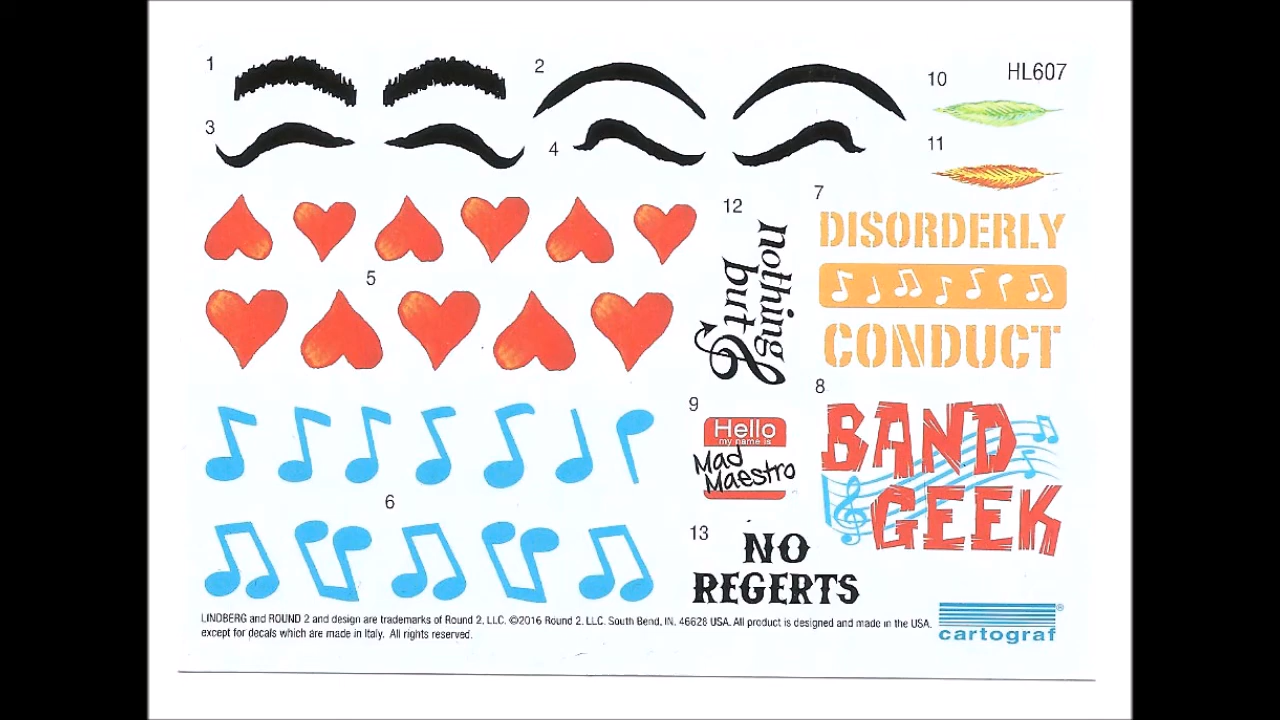 1
2
10
HL607
3
4
11
12
7
nothing
but
DISORDERLY
5
CONDUCT
8
9
Hello
my name is
Mad
Maestro
BAND
GEEK
6
13
NO
REGERTS
LINDBERG and ROUND 2 and design are trademarks of Round 2, LLC. ©2016 Round 2. LLC. South Bend, IN. 46628 USA. All product is designed and made in the USA.
except for decals which are made in Italy. All rights reserved.
cartograf®